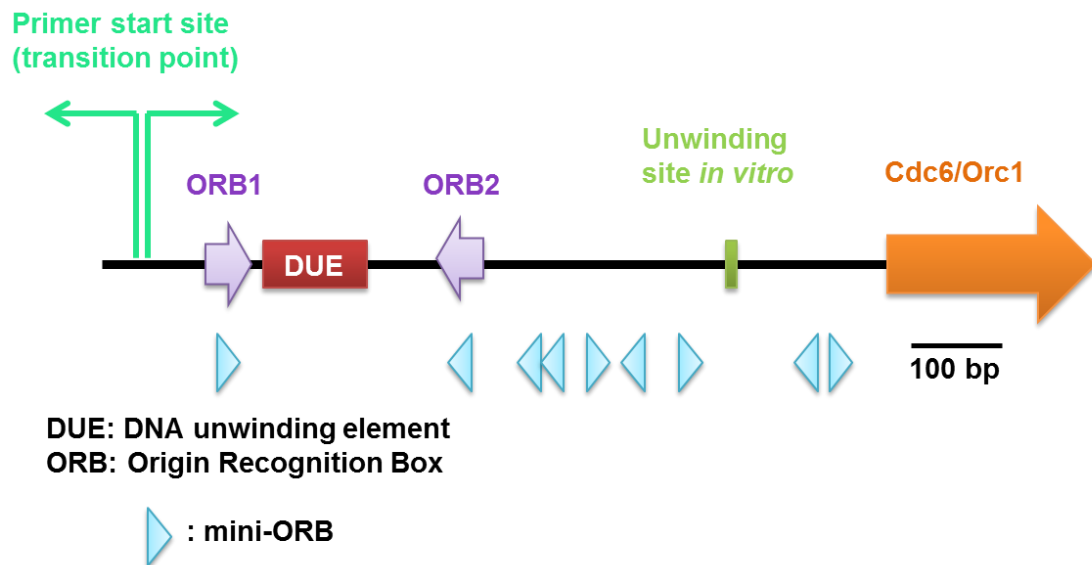 Primer start site
(transition point)
ORB1
ORB2
Unwinding
site in vitro
Cdc6/Orc1
DUE
100 bp
DUE: DNA unwinding element
ORB: Origin Recognition Box
: mini-ORB